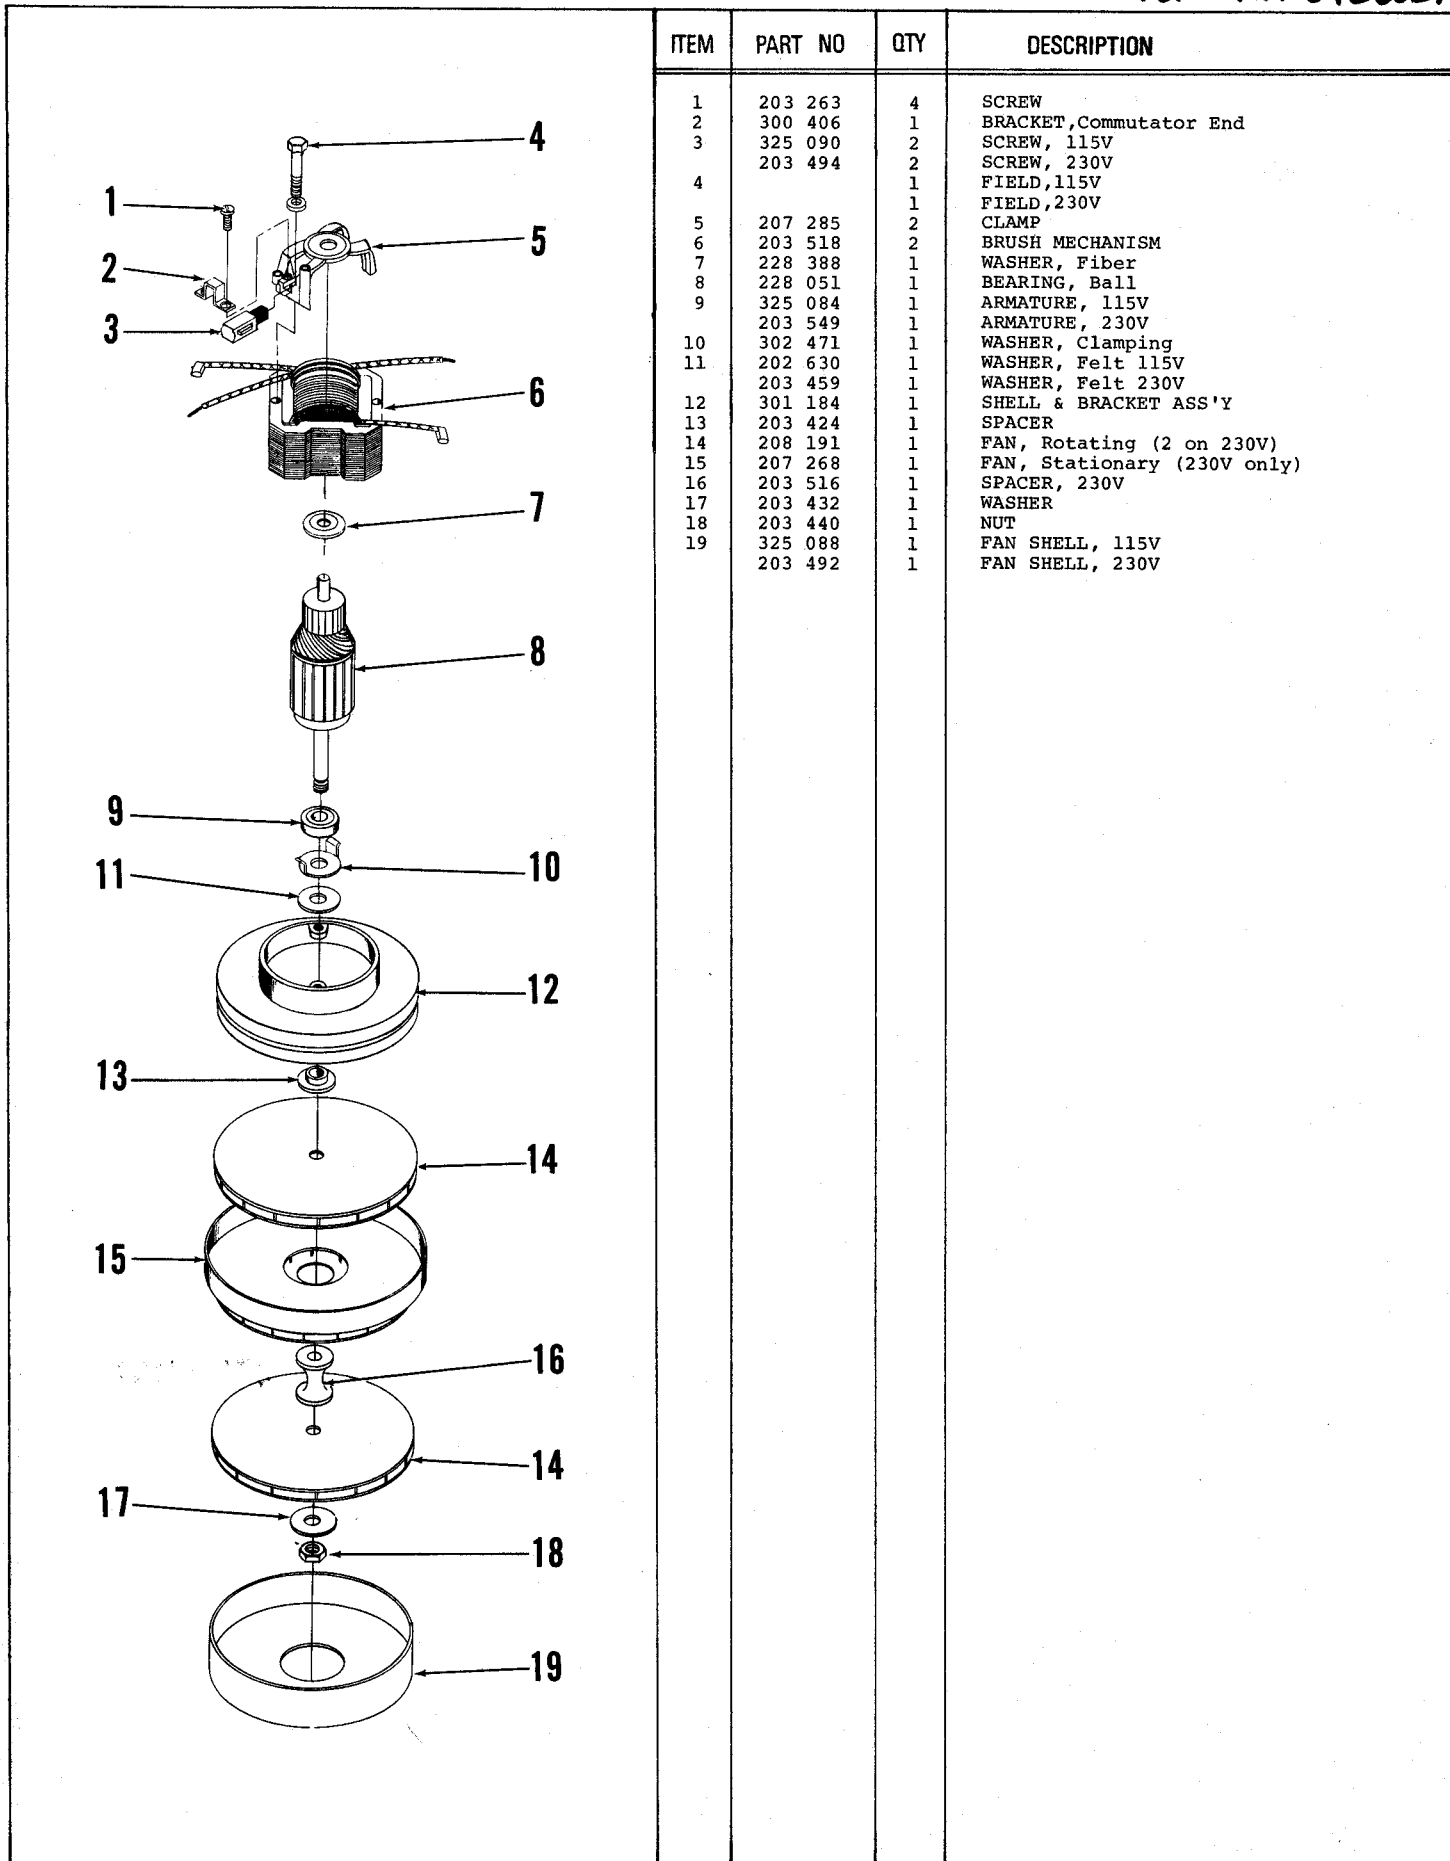 ITEM PART NO QTY DESCRIPTION
1 203 263 4 SCREW
2 300 406 1 BRACKET,Commutator End
3 325 090 2 SCREW, 115V
203 494 2 SCREW, 230V
4 1 FIELD,115V
1 FIELD,230V
5 207 285 2 CLAMP
6 203 518 2 BRUSH MECHANISM
7 228 388 1 WASHER, Fiber
8 228 051 1 BEARING, Ball
9 325 084 1 ARMATURE, 115V
203 549 1 ARMATURE, 230V
10 302 471 1 WASHER, Clamping
11 202 630 1 WASHER, Felt 115V
203 459 1 WASHER, Felt 230V
12 301 184 1 SHELL & BRACKET ASS'Y
13 203 424 1 SPACER
14 208 191 1 FAN, Rotating (2 on 230V)
15 207 268 1 FAN, Stationary (230V only)
16 203 516 1 SPACER, 230V
17 203 432 1 WASHER
18 203 440 1 NUT
19 325 088 1 FAN SHELL, 115V
203 492 1 FAN SHELL, 230V
4
1
5
2
3
6
7
8
9
10
11
12
13
14
15
16
14
17
18
19